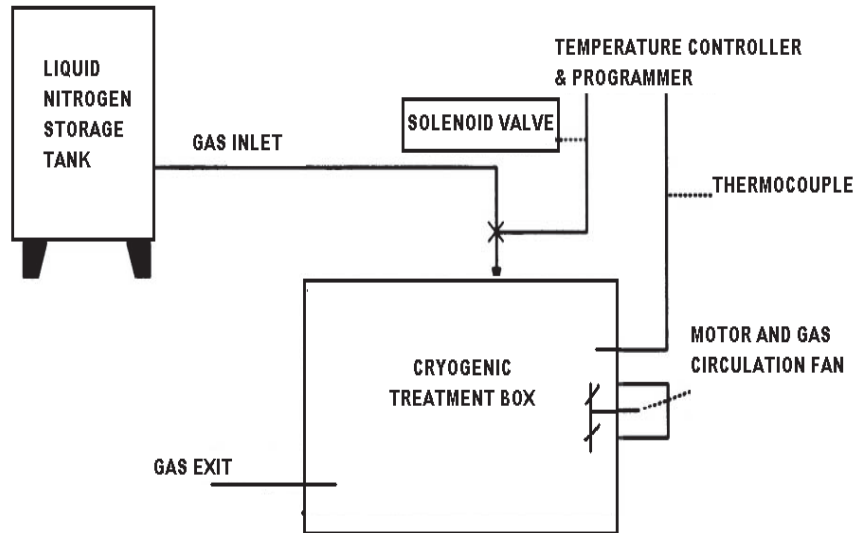 LIQUID
NITROGEN
STORAGE
TANK
GAS INLET
SOLENOID VALVE
TEMPERATURE CONTROLLER
& PROGRAMMER
THERMOCOUPLE
MOTOR AND GAS
CIRCULATION FAN
CRYOGENIC
TREATMENT BOX
GAS EXIT